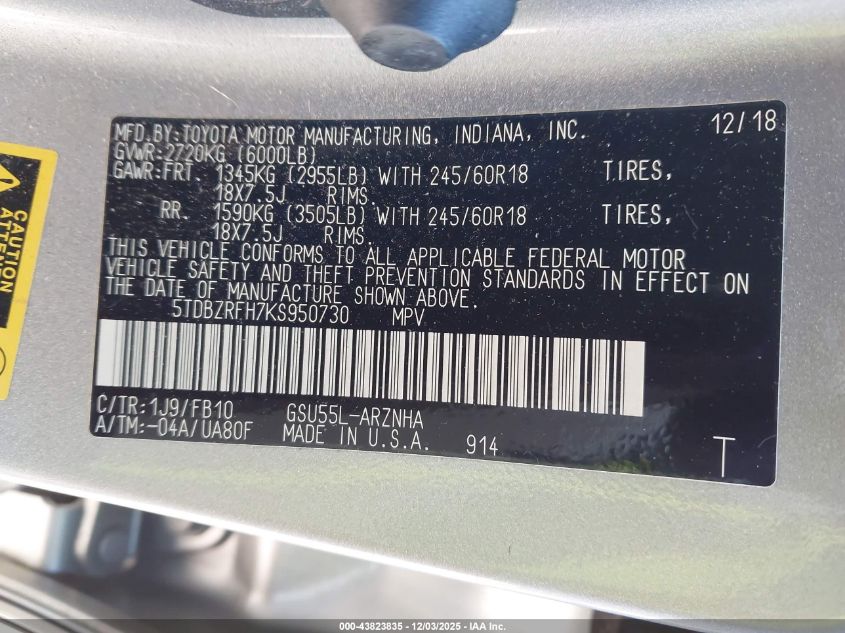 MFD.BY:TOYOTA MOTOR MANUFACTURING, INDIANA, INC. 12/18
GVWR:2720KG (6000LB)
GAWR:FRT. 1345KG (2955LB) WITH 245/60R18 TIRES,
18X7.5J RIMS.
RR. 1590KG (3505LB) WITH 245/60R18 TIRES,
18X7.5J RIMS.
THIS VEHICLE CONFORMS TO ALL APPLICABLE FEDERAL MOTOR
VEHICLE SAFETY AND THEFT PREVENTION STANDARDS IN EFFECT ON
THE DATE OF MANUFACTURE SHOWN ABOVE.
5TDBZRFH7KS950730 MPV
C/TR:1J9/FB10 GSU55L-ARZNHA
A/TM:-04A/UA80F MADE IN U.S.A. 914 T
CAUTION
000-43823835 - 12/03/2025 - IAA Inc.